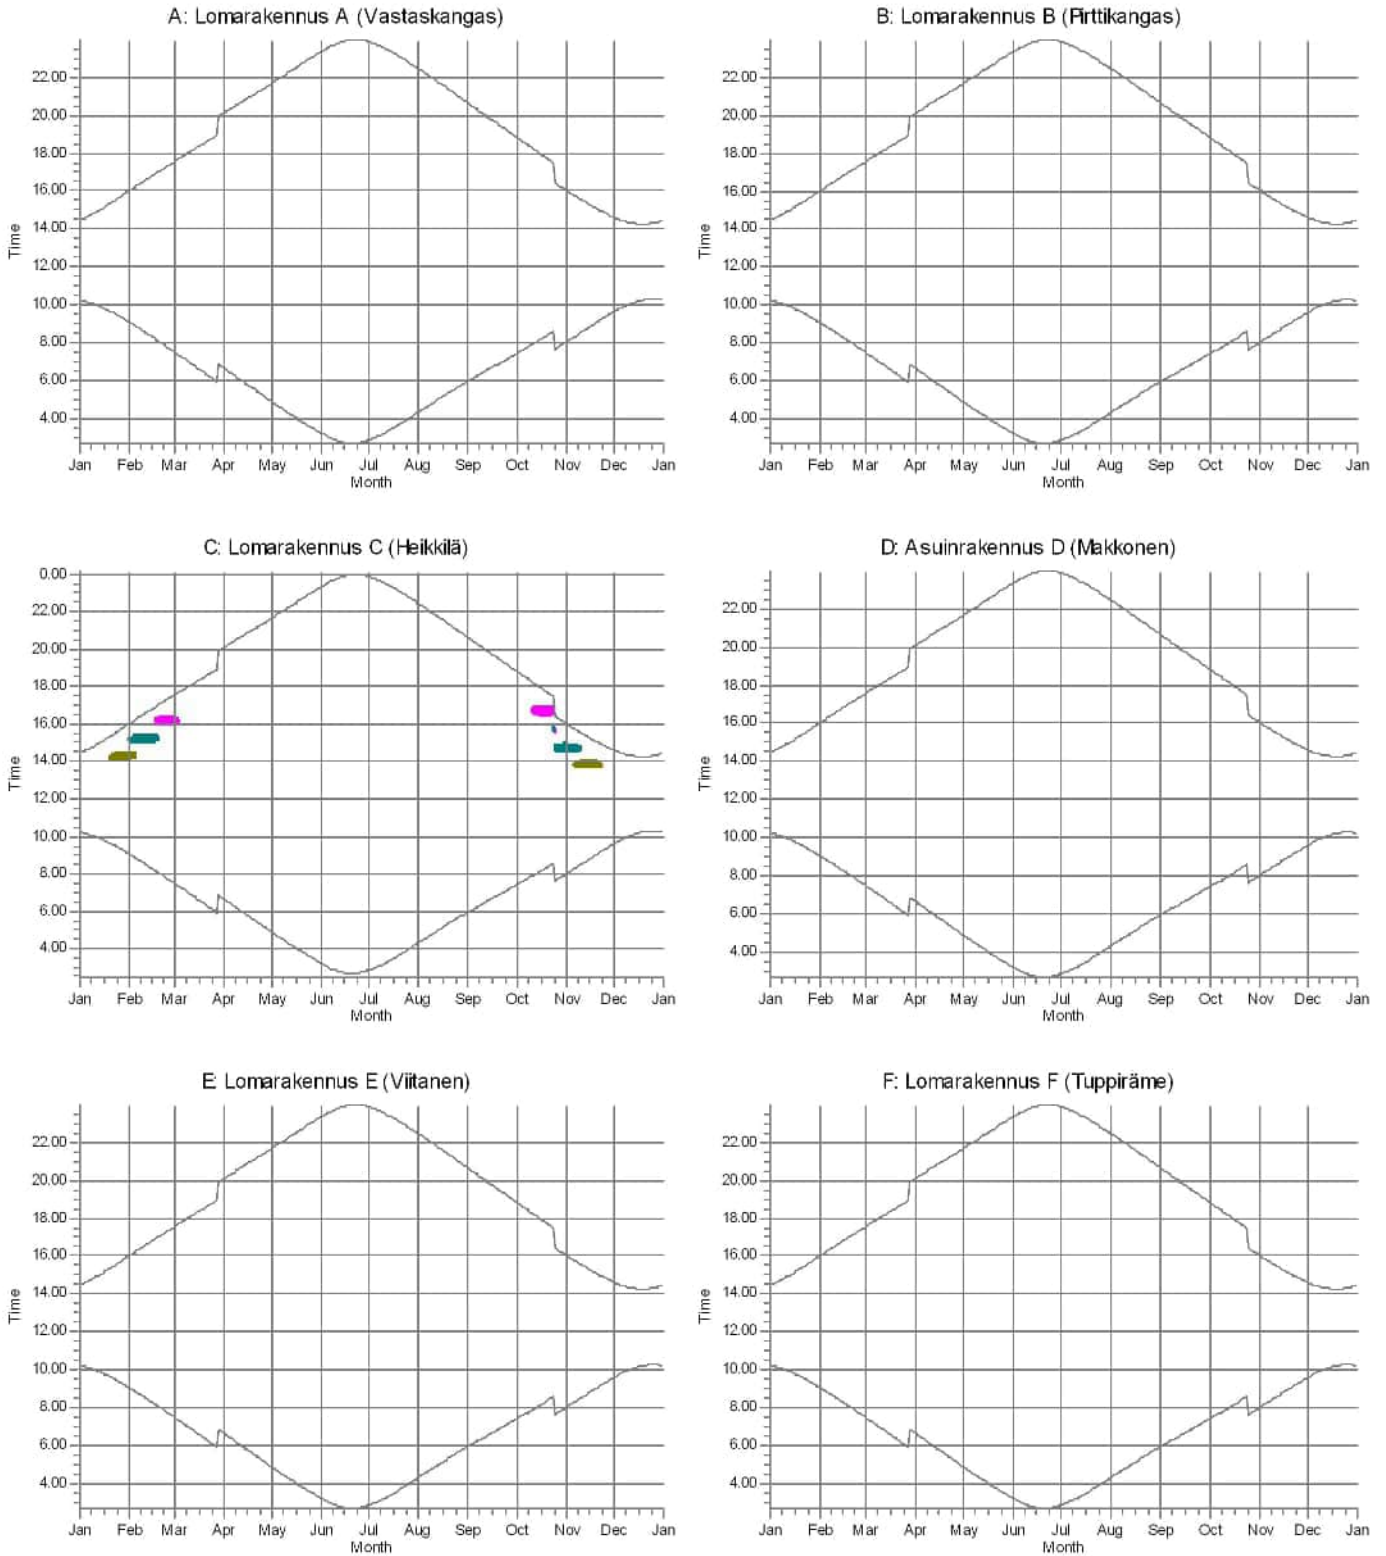 A: Lomarakennus A (Vastaskangas)
22.00
20.00
18.00
16.00
14.00
12.00
10.00
8.00
6.00
4.00
Time
Jan Feb Mar Apr May Jun Jul Aug Sep Oct Nov Dec Jan
Month
B: Lomarakennus B (Pirttikangas)
22.00
20.00
18.00
16.00
14.00
12.00
10.00
8.00
6.00
4.00
Time
Jan Feb Mar Apr May Jun Jul Aug Sep Oct Nov Dec Jan
Month
C: Lomarakennus C (Heikkilä)
0.00
22.00
20.00
18.00
16.00
14.00
12.00
10.00
8.00
6.00
4.00
Time
Jan Feb Mar Apr May Jun Jul Aug Sep Oct Nov Dec Jan
Month
D: Asuinrakennus D (Makkonen)
22.00
20.00
18.00
16.00
14.00
12.00
10.00
8.00
6.00
4.00
Time
Jan Feb Mar Apr May Jun Jul Aug Sep Oct Nov Dec Jan
Month
E: Lomarakennus E (Viitanen)
22.00
20.00
18.00
16.00
14.00
12.00
10.00
8.00
6.00
4.00
Time
Jan Feb Mar Apr May Jun Jul Aug Sep Oct Nov Dec Jan
Month
F: Lomarakennus F (Tuppiräme)
22.00
20.00
18.00
16.00
14.00
12.00
10.00
8.00
6.00
4.00
Time
Jan Feb Mar Apr May Jun Jul Aug Sep Oct Nov Dec Jan
Month